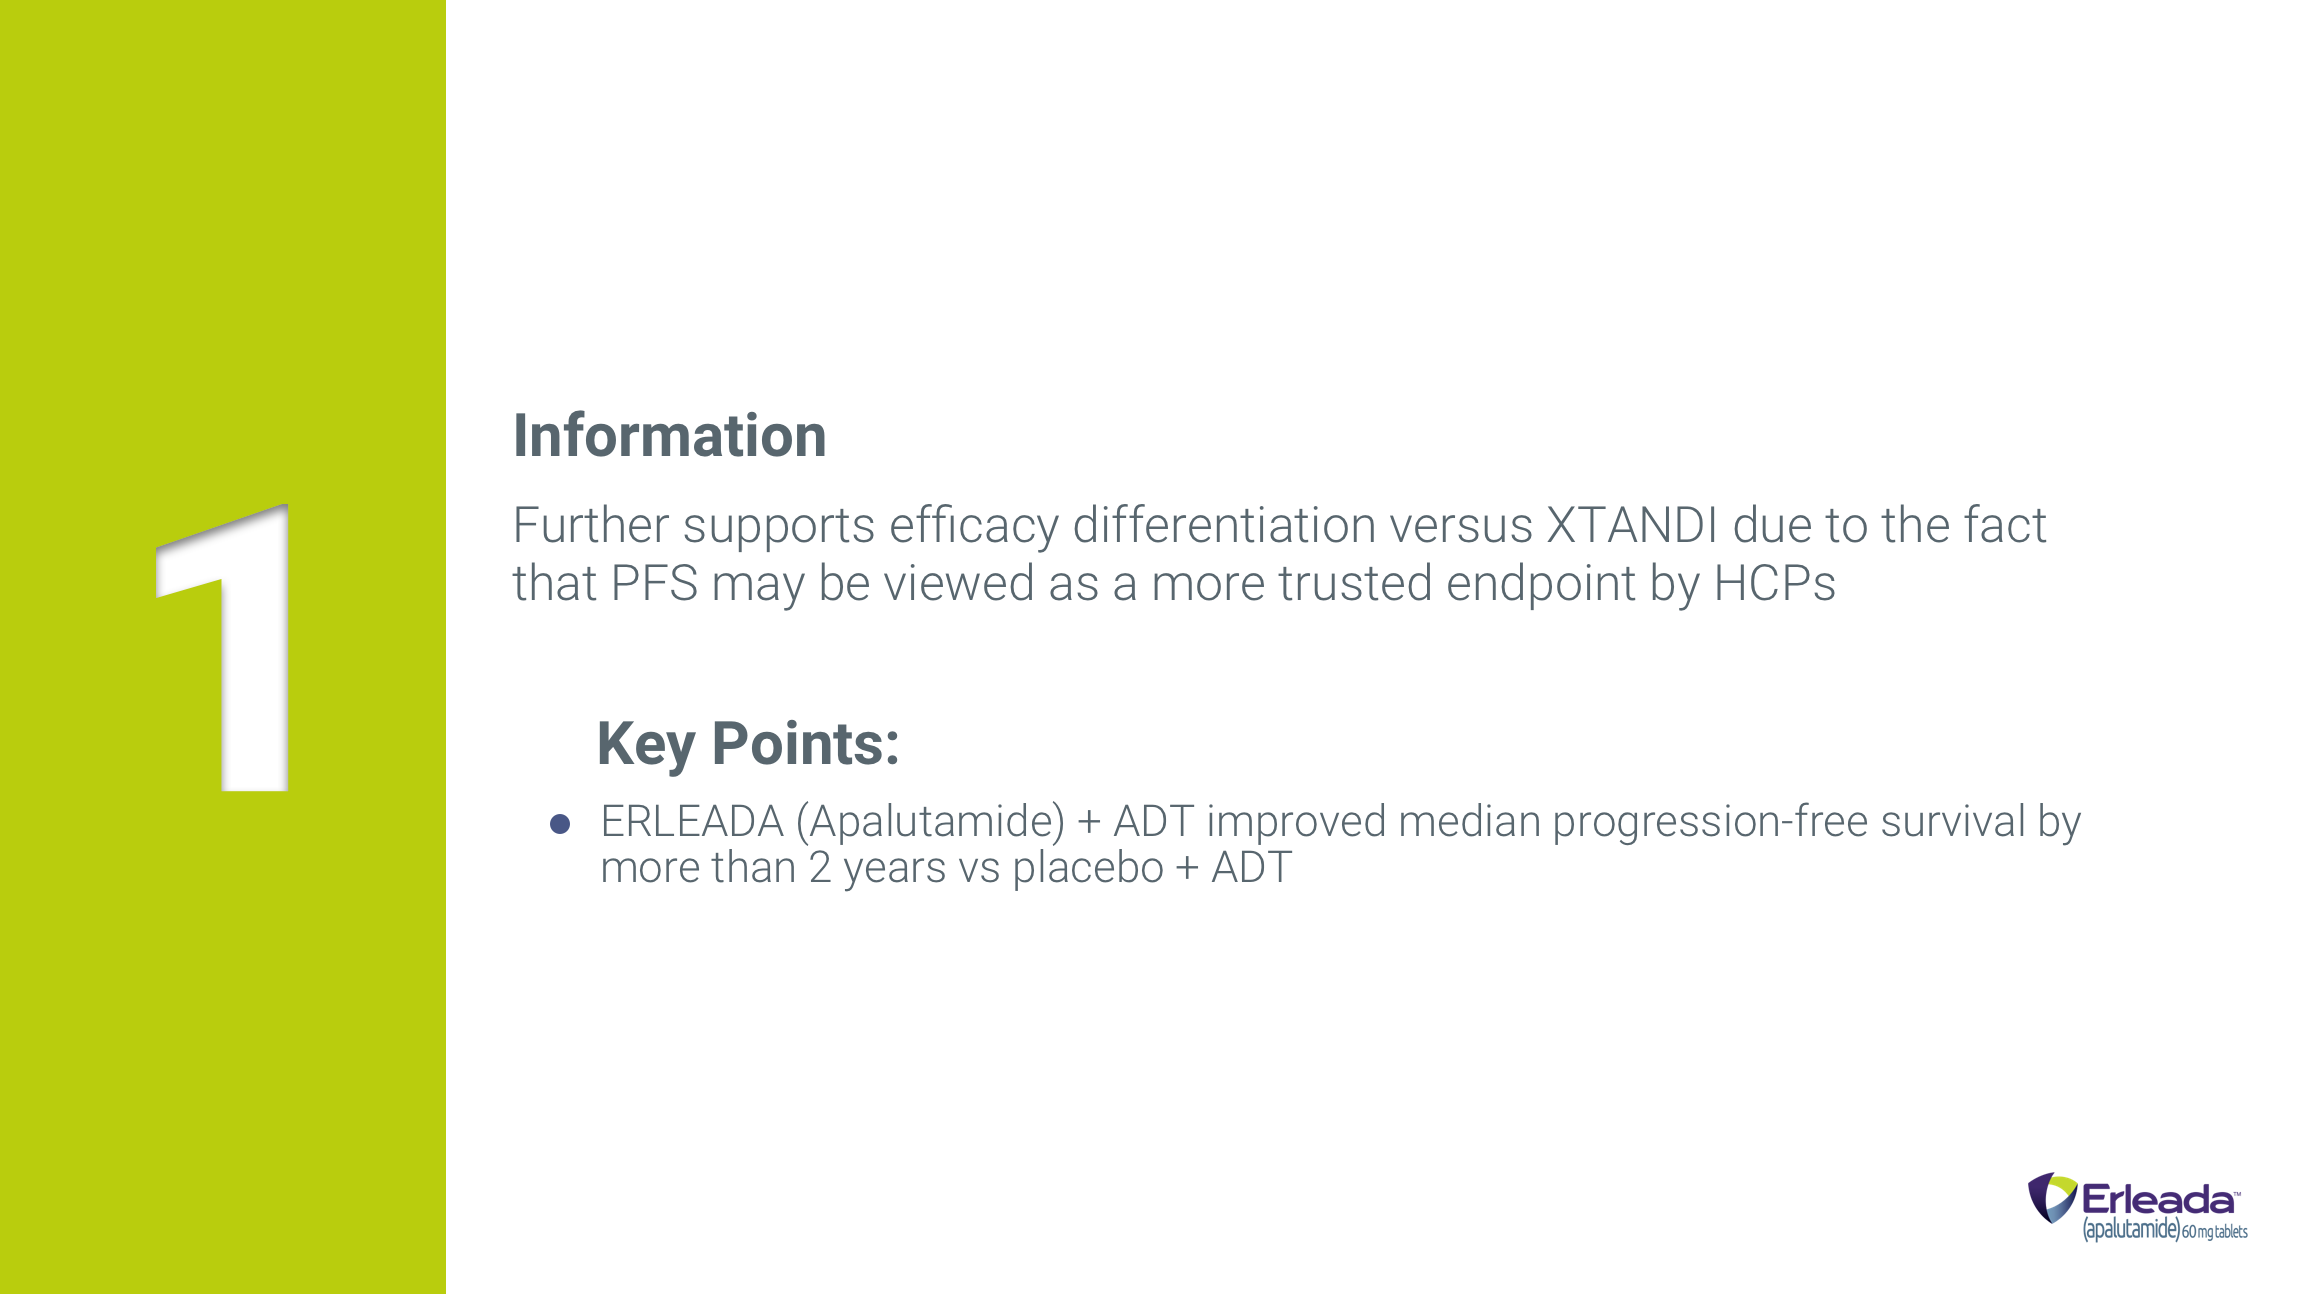 1
Information
Further supports efficacy differentiation versus XTANDI due to the fact
that PFS may be viewed as a more trusted endpoint by HCPs
Key Points:
● ERLEADA (Apalutamide) + ADT improved median progression-free survival by
more than 2 years vs placebo + ADT
Erleada™
(apalutamide) 60 mg tablets